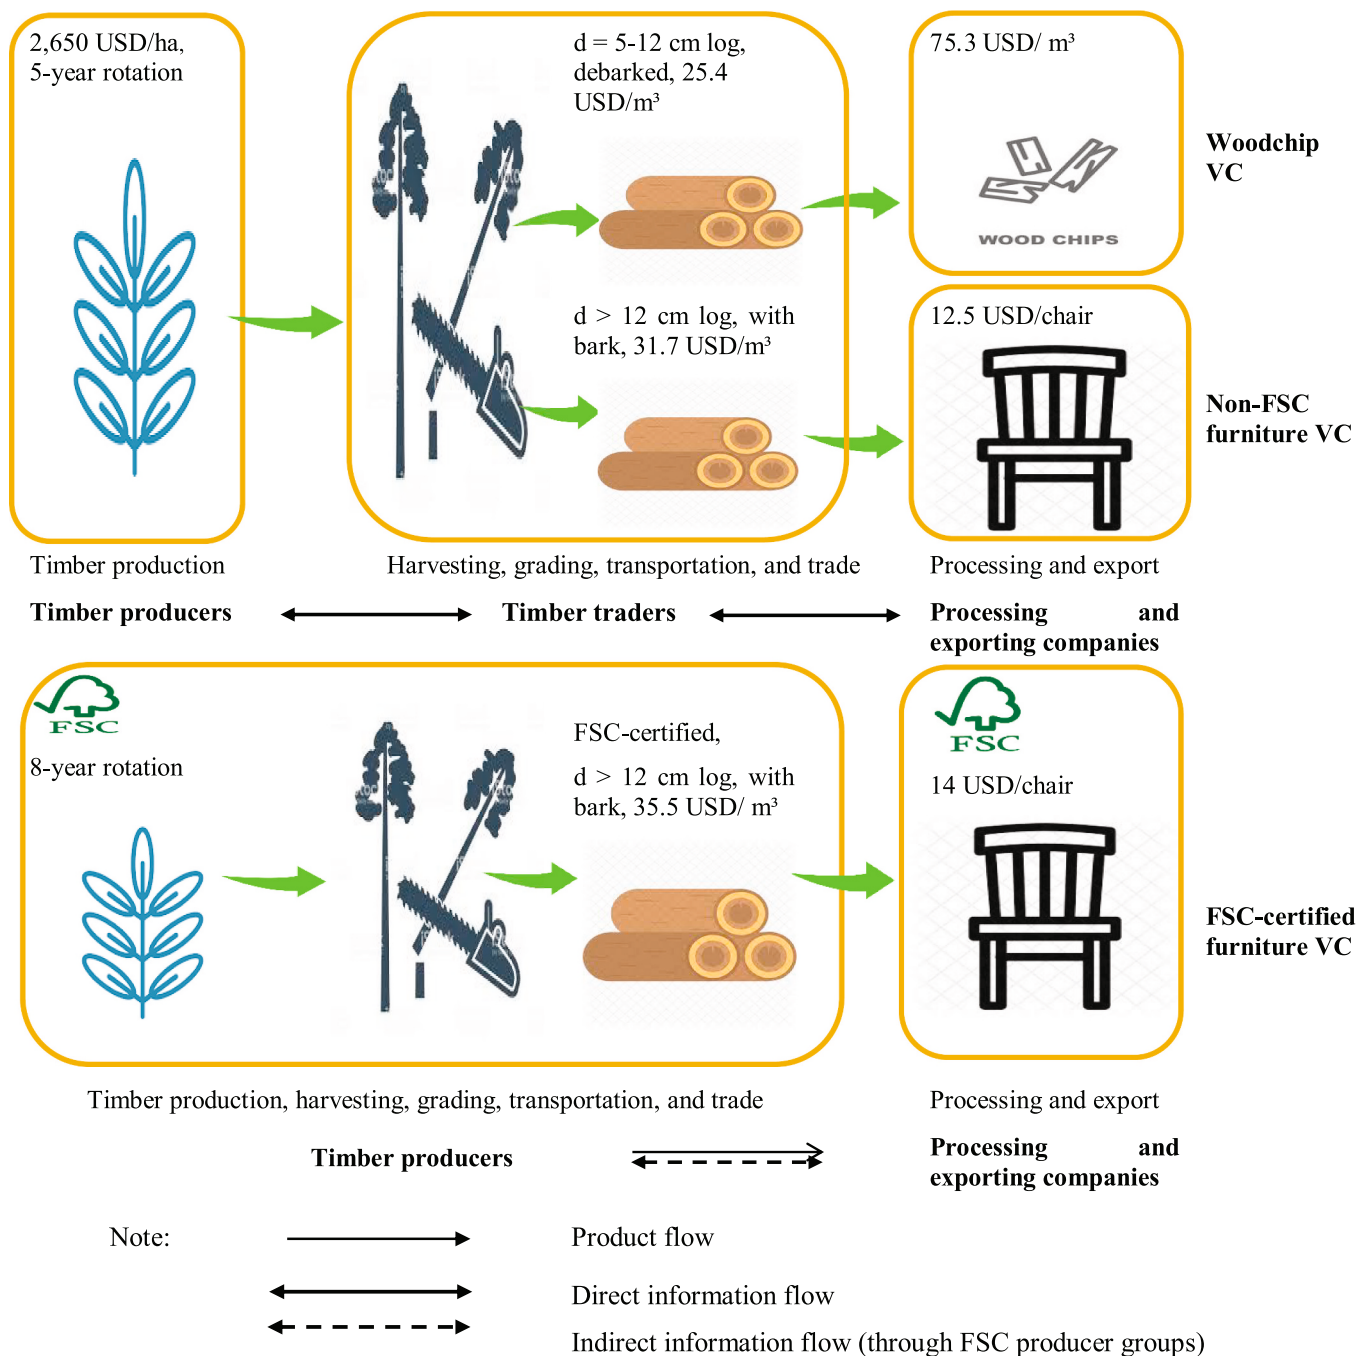 2,650 USD/ha,
5-year rotation
d = 5-12 cm log,
debarked, 25.4
USD/m³
75.3 USD/ m³
WOOD CHIPS
Woodchip
VC
d > 12 cm log, with
bark, 31.7 USD/m³
12.5 USD/chair
Non-FSC
furniture VC
Timber production
Harvesting, grading, transportation, and trade
Processing and export
Timber producers
Timber traders
Processing and
exporting companies
FSC
8-year rotation
FSC-certified,
d > 12 cm log, with
bark, 35.5 USD/ m³
FSC
14 USD/chair
FSC-certified
furniture VC
Timber production, harvesting, grading, transportation, and trade
Processing and export
Timber producers
Processing and
exporting companies
Note:
Product flow
Direct information flow
Indirect information flow (through FSC producer groups)